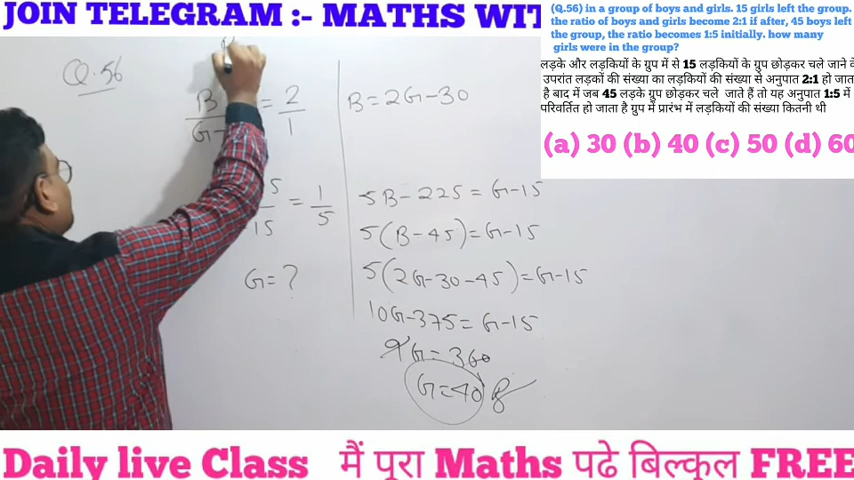 JOIN TELEGRAM :- MATHS WIT
(Q.56) in a group of boys and girls. 15 girls left the group.
the ratio of boys and girls become 2:1 if after, 45 boys left
the group, the ratio becomes 1:5 initially. how many
girls were in the group?
लड़के और लड़कियों के ग्रुप में से 15 लड़कियों के ग्रुप छोड़कर चले जाने के
उपरांत लड़कों की संख्या का लड़कियों की संख्या से अनुपात 2:1 हो जात
है बाद में जब 45 लड़के ग्रुप छोड़कर चले जाते हैं तो यह अनुपात 1:5 में
परिवर्तित हो जाता है ग्रुप में प्रारंभ में लड़कियों की संख्या कितनी थी
(a) 30 (b) 40 (c) 50 (d) 60
Q.56
B = 2
G- 1
5 = 1
15 5
G=?
B=2G-30
5B-225=G-15
5(B-45)=G-15
5(2G-30-45)=G-15
10G-375=G-15
9G=360
G=40
Daily live Class में पूरा Maths पढे बिल्कुल FREE